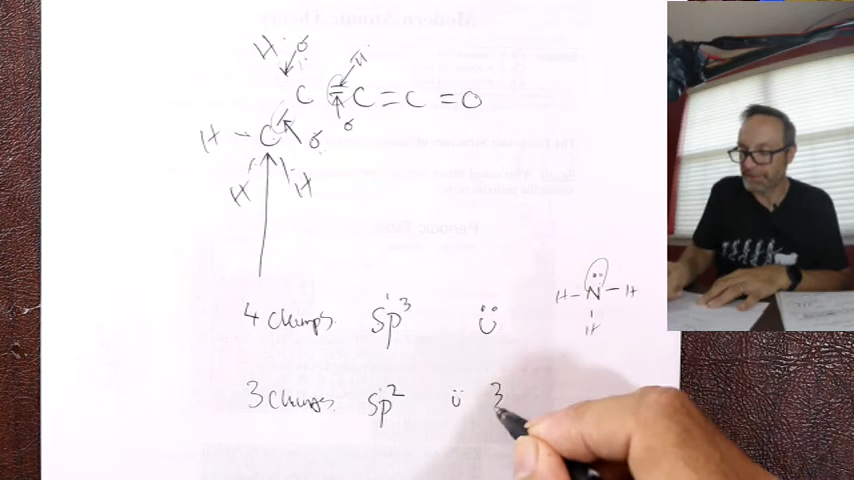 H σ π
C = C = C = O
σ
H - C σ
H H
4 clumps. sp3 ü
H - N̈ - H
H
3 clumps. sp2 ü 3